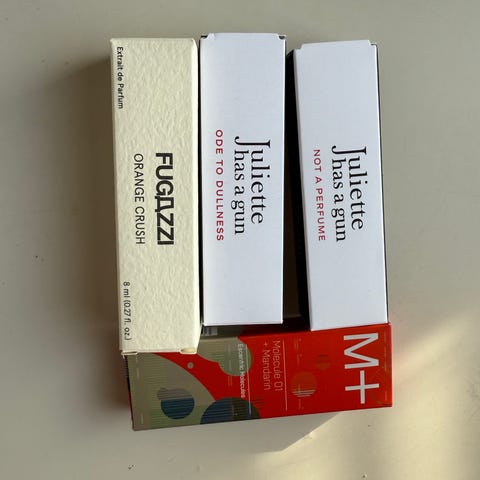 Extrait de Parfum
FUGAZZI
ORANGE CRUSH
8 ml (0.27 fl. oz.)
Juliette
has a gun
ODE TO DULLNESS
Juliette
has a gun
NOT A PERFUME
M+
Molecule 01
+ Mandarin
Escentric Molecules